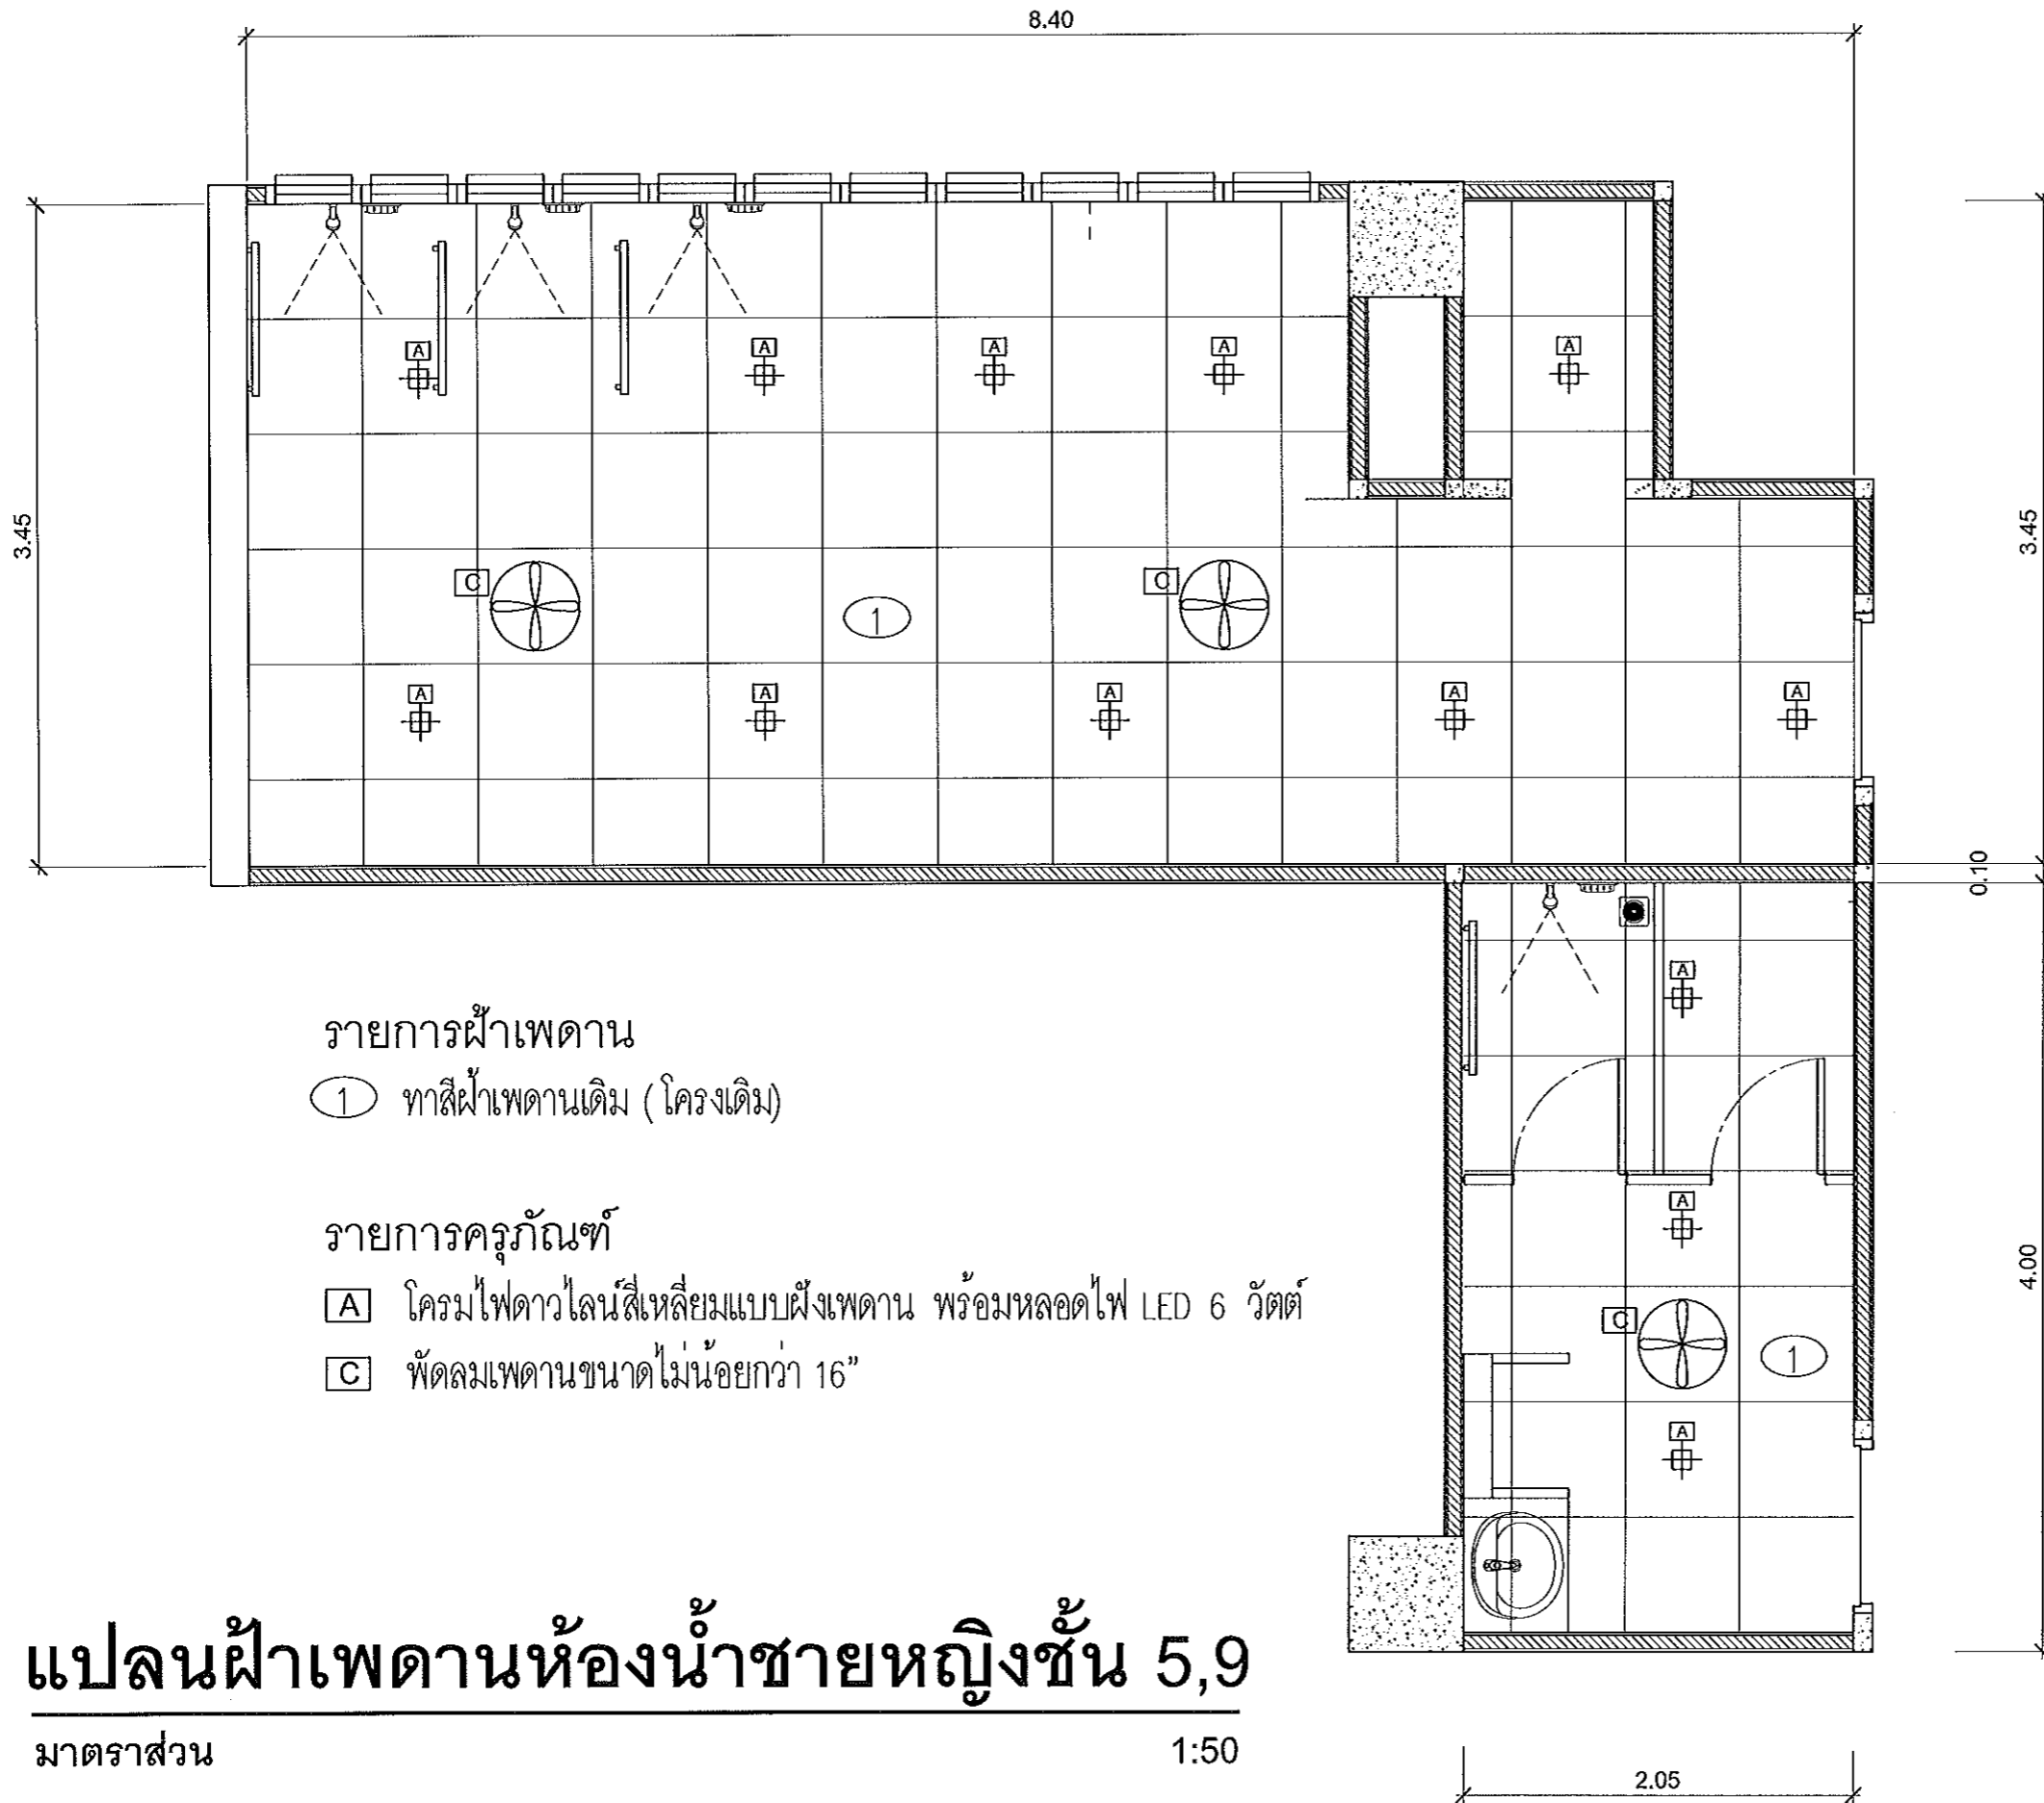 8.40
3.45
3.45
A
A
A
A
A
C
1
C
A
A
A
A
A
0.10
A
A
C
1
A
4.00
2.05
รายการฝ้าเพดาน
1 ทาสีฝ้าเพดานเดิม (โครงเดิม)
รายการครุภัณฑ์
A โครมไฟดาวไลน์สี่เหลี่ยมแบบฝังเพดาน พร้อมหลอดไฟ LED 6 วัตต์
C พัดลมเพดานขนาดไม่น้อยกว่า 16”
แปลนฝ้าเพดานห้องน้ำชายหญิงชั้น 5,9
มาตราส่วน 1:50